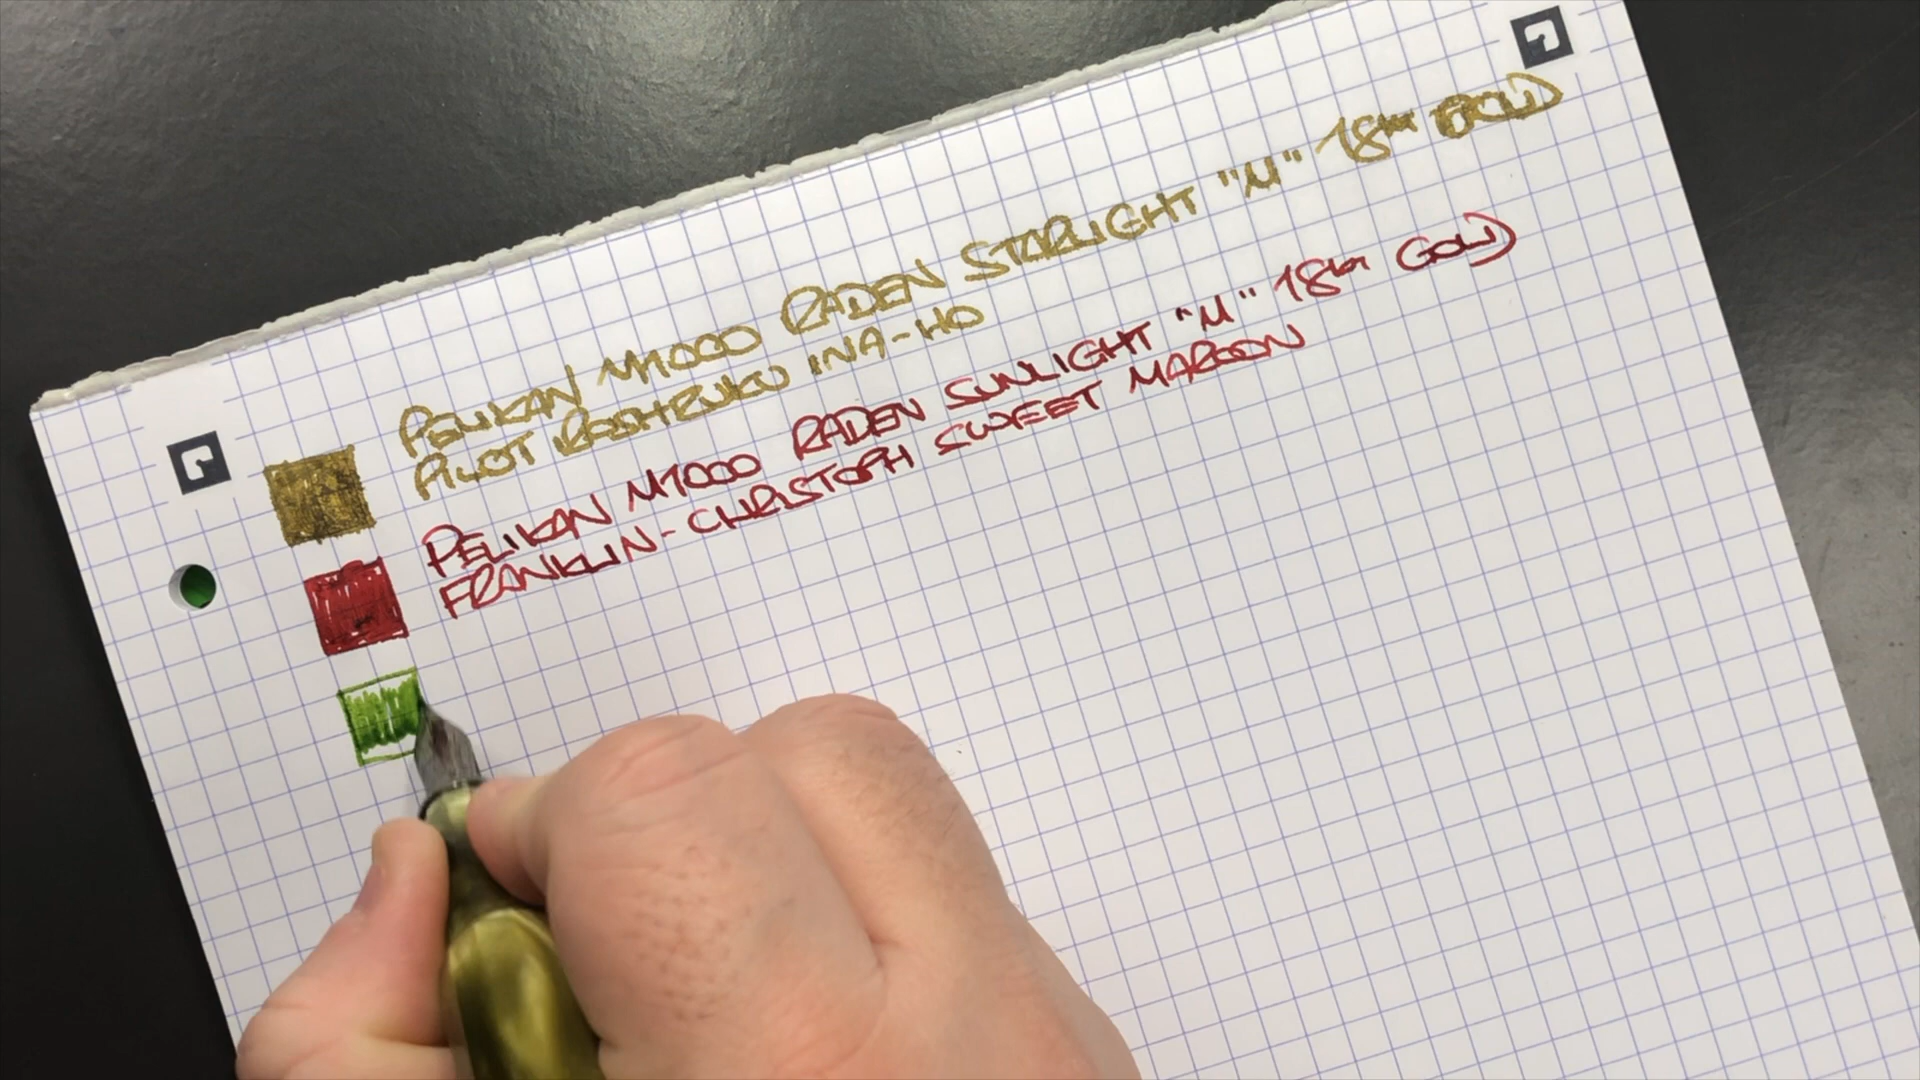 PELIKAN M1000 RADEN STARLIGHT "M" 18kt GOLD
PILOT IROSHIZUKU INA-HO
PELIKAN M1000 RADEN SUNLIGHT "M" 18kt GOLD
FRANKLIN-CHRISTOPH SWEET MAROON